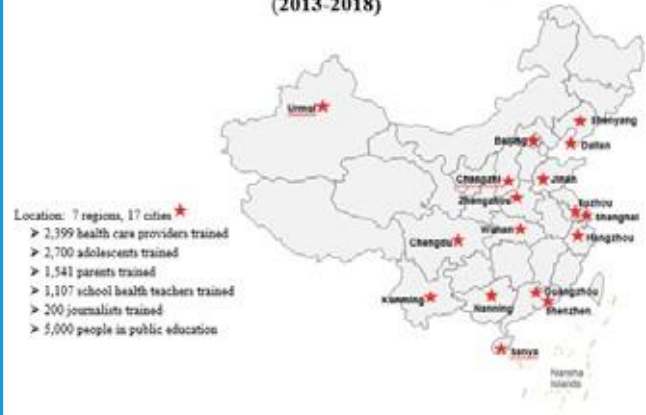 (2013-2018)
Urmqi
Shenyang
Beijing
Dalian
Changzhi
Jinan
Zhengzhou
Suzhou
Shanghai
Location: 7 regions, 17 cities
➤ 2,399 health care providers trained
Wuhan
Hangzhou
Chengdu
➤ 2,700 adolescents trained
➤ 1,541 parents trained
➤ 1,107 school health teachers trained
Kunming
Nanning
Guangzhou
Shenzhen
➤ 200 journalists trained
➤ 5,000 people in public education
Sanya
Nansha
Islands